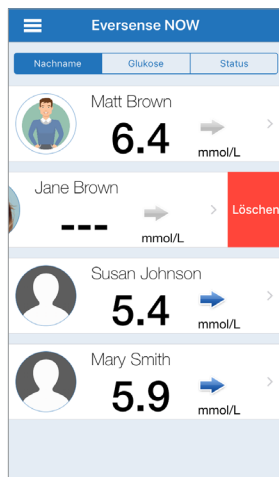 Eversense NOW
Nachname Glukose Status
Matt Brown
6.4
mmol/L
Jane Brown
---
mmol/L
Löschen
Susan Johnson
5.4
mmol/L
Mary Smith
5.9
mmol/L